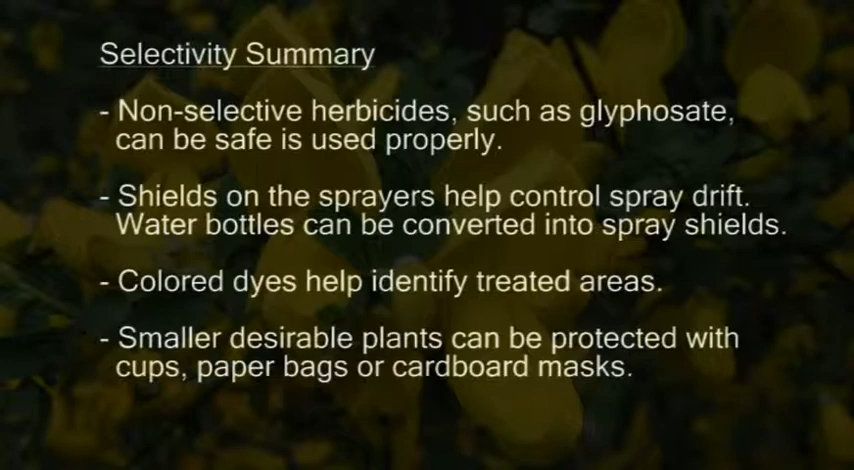 Selectivity Summary
- Non-selective herbicides, such as glyphosate,
can be safe is used properly.
- Shields on the sprayers help control spray drift.
Water bottles can be converted into spray shields.
- Colored dyes help identify treated areas.
- Smaller desirable plants can be protected with
cups, paper bags or cardboard masks.